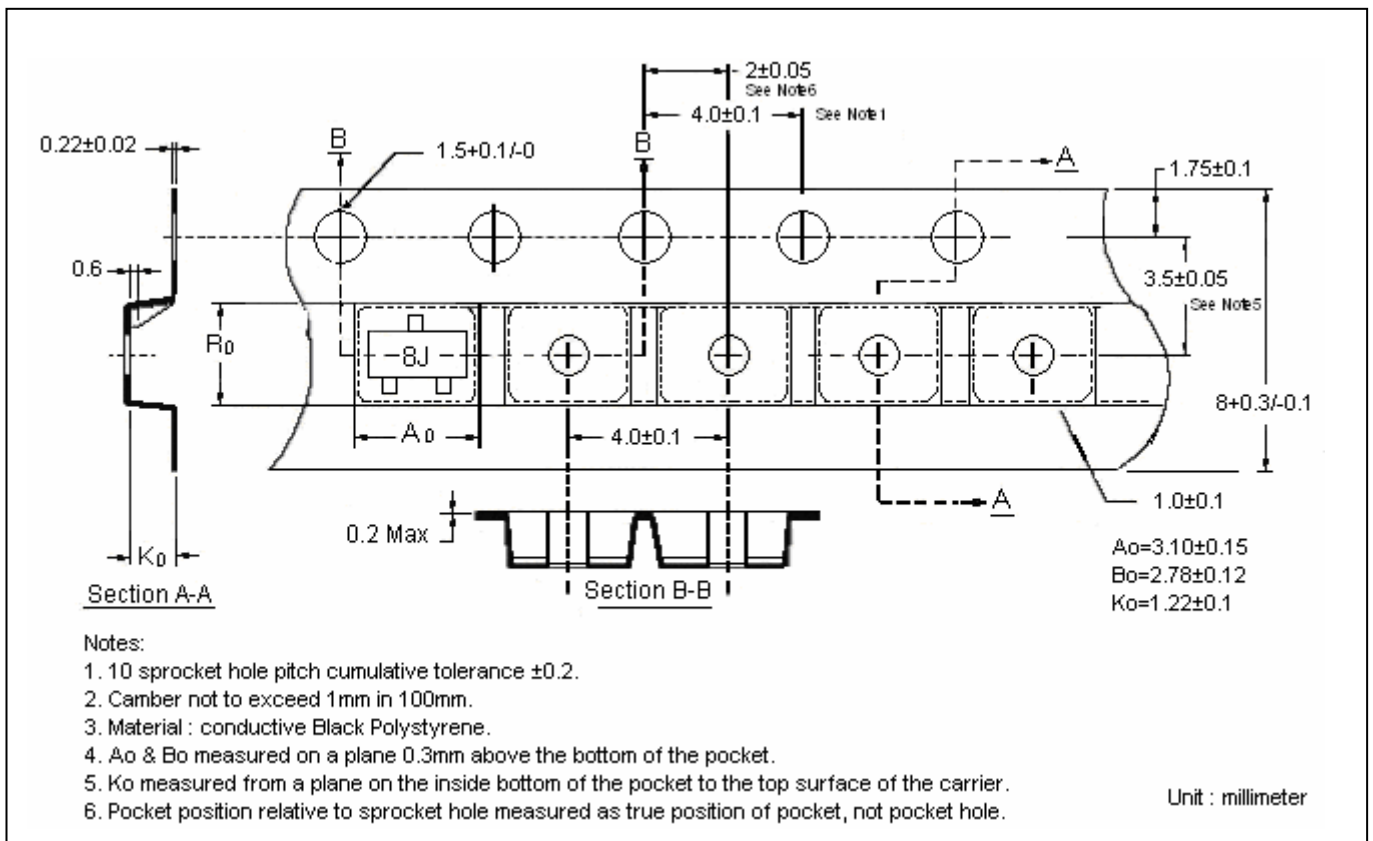 2±0.05
See Note6
4.0±0.1 See Note1
0.22±0.02
B
1.5+0.1/-0
B
A
1.75±0.1
0.6
3.5±0.05
See Note5
R0
8J
8+0.3/-0.1
A0
4.0±0.1
A
1.0±0.1
0.2 Max
K0
Section A-A
Section B-B
Ao=3.10±0.15
Bo=2.78±0.12
Ko=1.22±0.1
Notes:
1. 10 sprocket hole pitch cumulative tolerance ±0.2.
2. Camber not to exceed 1mm in 100mm.
3. Material : conductive Black Polystyrene.
4. Ao & Bo measured on a plane 0.3mm above the bottom of the pocket.
5. Ko measured from a plane on the inside bottom of the pocket to the top surface of the carrier.
6. Pocket position relative to sprocket hole measured as true position of pocket, not pocket hole.
Unit : millimeter